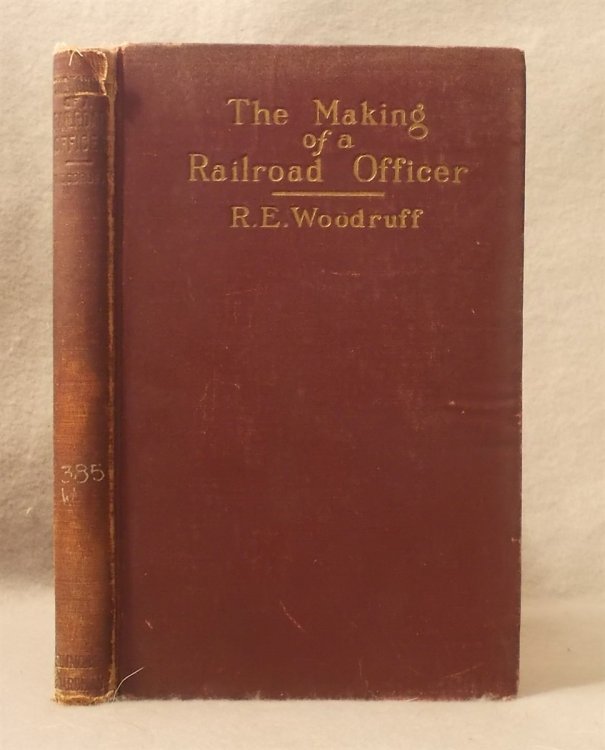 The Making
of a
Railroad Officer
R.E. Woodruff
385
W